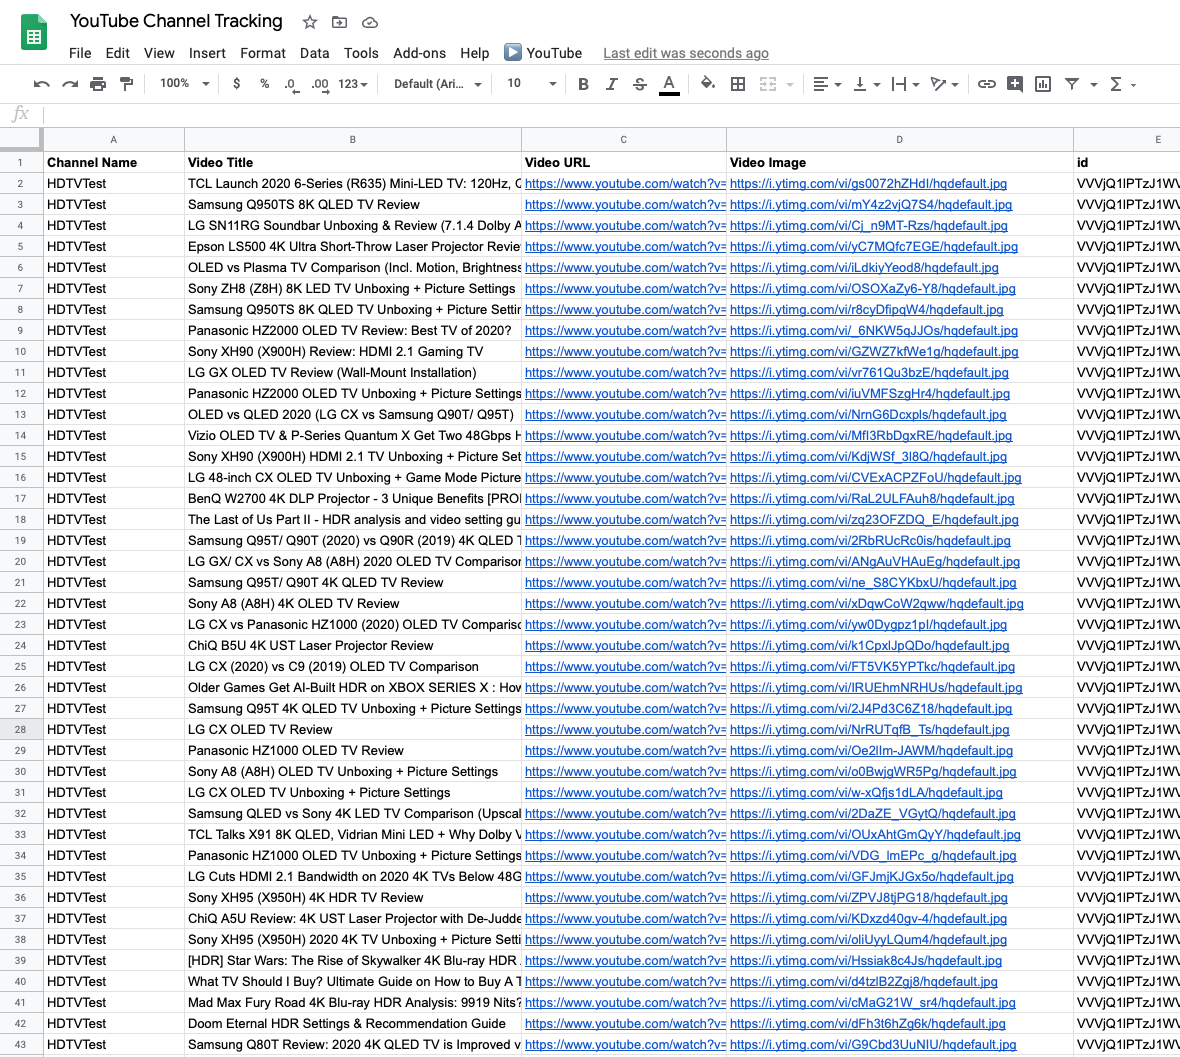 YouTube Channel Tracking
File Edit View Insert Format Data Tools Add-ons Help YouTube Last edit was seconds ago
100% $ % .0 .00 123 Default (Ari... 10 B I S A
fx
A B C D E
1 Channel Name Video Title Video URL Video Image id
2 HDTVTest TCL Launch 2020 6-Series (R635) Mini-LED TV: 120Hz, https://www.youtube.com/watch?v= https://i.ytimg.com/vi/gs0072hZHdI/hqdefault.jpg VVVjQ1lPTzJ1WV
3 HDTVTest Samsung Q950TS 8K QLED TV Review https://www.youtube.com/watch?v= https://i.ytimg.com/vi/mY4z2vjQ7S4/hqdefault.jpg VVVjQ1lPTzJ1WV
4 HDTVTest LG SN11RG Soundbar Unboxing & Review (7.1.4 Dolby A https://www.youtube.com/watch?v= https://i.ytimg.com/vi/Cj_n9MT-Rzs/hqdefault.jpg VVVjQ1lPTzJ1WV
5 HDTVTest Epson LS500 4K Ultra Short-Throw Laser Projector Revie https://www.youtube.com/watch?v= https://i.ytimg.com/vi/yC7MQfc7EGE/hqdefault.jpg VVVjQ1lPTzJ1WV
6 HDTVTest OLED vs Plasma TV Comparison (Incl. Motion, Brightness https://www.youtube.com/watch?v= https://i.ytimg.com/vi/iLdkiyYeod8/hqdefault.jpg VVVjQ1lPTzJ1WV
7 HDTVTest Sony ZH8 (Z8H) 8K LED TV Unboxing + Picture Settings https://www.youtube.com/watch?v= https://i.ytimg.com/vi/OSOXaZy6-Y8/hqdefault.jpg VVVjQ1lPTzJ1WV
8 HDTVTest Samsung Q950TS 8K QLED TV Unboxing + Picture Settin https://www.youtube.com/watch?v= https://i.ytimg.com/vi/r8cyDfipqW4/hqdefault.jpg VVVjQ1lPTzJ1WV
9 HDTVTest Panasonic HZ2000 OLED TV Review: Best TV of 2020? https://www.youtube.com/watch?v= https://i.ytimg.com/vi/_6NKW5qJJOs/hqdefault.jpg VVVjQ1lPTzJ1WV
10 HDTVTest Sony XH90 (X900H) Review: HDMI 2.1 Gaming TV https://www.youtube.com/watch?v= https://i.ytimg.com/vi/GZWZ7kfWe1g/hqdefault.jpg VVVjQ1lPTzJ1WV
11 HDTVTest LG GX OLED TV Review (Wall-Mount Installation) https://www.youtube.com/watch?v= https://i.ytimg.com/vi/vr761Qu3bzE/hqdefault.jpg VVVjQ1lPTzJ1WV
12 HDTVTest Panasonic HZ2000 OLED TV Unboxing + Picture Settings https://www.youtube.com/watch?v= https://i.ytimg.com/vi/iuVMFSzgHr4/hqdefault.jpg VVVjQ1lPTzJ1WV
13 HDTVTest OLED vs QLED 2020 (LG CX vs Samsung Q90T/ Q95T) https://www.youtube.com/watch?v= https://i.ytimg.com/vi/NrnG6Dcxpls/hqdefault.jpg VVVjQ1lPTzJ1WV
14 HDTVTest Vizio OLED TV & P-Series Quantum X Get Two 48Gbps H https://www.youtube.com/watch?v= https://i.ytimg.com/vi/MfI3RbDgxRE/hqdefault.jpg VVVjQ1lPTzJ1WV
15 HDTVTest Sony XH90 (X900H) HDMI 2.1 TV Unboxing + Picture Set https://www.youtube.com/watch?v= https://i.ytimg.com/vi/KdjWSf_3l8Q/hqdefault.jpg VVVjQ1lPTzJ1WV
16 HDTVTest LG 48-inch CX OLED TV Unboxing + Game Mode Picture https://www.youtube.com/watch?v= https://i.ytimg.com/vi/CVExACPZFoU/hqdefault.jpg VVVjQ1lPTzJ1WV
17 HDTVTest BenQ W2700 4K DLP Projector - 3 Unique Benefits [PROI https://www.youtube.com/watch?v= https://i.ytimg.com/vi/RaL2ULFAuh8/hqdefault.jpg VVVjQ1lPTzJ1WV
18 HDTVTest The Last of Us Part II - HDR analysis and video setting gu https://www.youtube.com/watch?v= https://i.ytimg.com/vi/zq23OFZDQ_E/hqdefault.jpg VVVjQ1lPTzJ1WV
19 HDTVTest Samsung Q95T/ Q90T (2020) vs Q90R (2019) 4K QLED T https://www.youtube.com/watch?v= https://i.ytimg.com/vi/2RbRUcRc0is/hqdefault.jpg VVVjQ1lPTzJ1WV
20 HDTVTest LG GX/ CX vs Sony A8 (A8H) 2020 OLED TV Comparison https://www.youtube.com/watch?v= https://i.ytimg.com/vi/ANgAuVHAuEg/hqdefault.jpg VVVjQ1lPTzJ1WV
21 HDTVTest Samsung Q95T/ Q90T 4K QLED TV Review https://www.youtube.com/watch?v= https://i.ytimg.com/vi/ne_S8CYKbxU/hqdefault.jpg VVVjQ1lPTzJ1WV
22 HDTVTest Sony A8 (A8H) 4K OLED TV Review https://www.youtube.com/watch?v= https://i.ytimg.com/vi/xDqwCoW2qww/hqdefault.jpg VVVjQ1lPTzJ1WV
23 HDTVTest LG CX vs Panasonic HZ1000 (2020) OLED TV Comparisc https://www.youtube.com/watch?v= https://i.ytimg.com/vi/yw0Dygpz1pI/hqdefault.jpg VVVjQ1lPTzJ1WV
24 HDTVTest ChiQ B5U 4K UST Laser Projector Review https://www.youtube.com/watch?v= https://i.ytimg.com/vi/k1CpxlJpQDo/hqdefault.jpg VVVjQ1lPTzJ1WV
25 HDTVTest LG CX (2020) vs C9 (2019) OLED TV Comparison https://www.youtube.com/watch?v= https://i.ytimg.com/vi/FT5VK5YPTkc/hqdefault.jpg VVVjQ1lPTzJ1WV
26 HDTVTest Older Games Get AI-Built HDR on XBOX SERIES X : How https://www.youtube.com/watch?v= https://i.ytimg.com/vi/IRUEhmNRHUs/hqdefault.jpg VVVjQ1lPTzJ1WV
27 HDTVTest Samsung Q95T 4K QLED TV Unboxing + Picture Settings https://www.youtube.com/watch?v= https://i.ytimg.com/vi/2J4Pd3C6Z18/hqdefault.jpg VVVjQ1lPTzJ1WV
28 HDTVTest LG CX OLED TV Review https://www.youtube.com/watch?v= https://i.ytimg.com/vi/NrRUTqfB_Ts/hqdefault.jpg VVVjQ1lPTzJ1WV
29 HDTVTest Panasonic HZ1000 OLED TV Review https://www.youtube.com/watch?v= https://i.ytimg.com/vi/Oe2lIm-JAWM/hqdefault.jpg VVVjQ1lPTzJ1WV
30 HDTVTest Sony A8 (A8H) OLED TV Unboxing + Picture Settings https://www.youtube.com/watch?v= https://i.ytimg.com/vi/o0BwjgWR5Pg/hqdefault.jpg VVVjQ1lPTzJ1WV
31 HDTVTest LG CX OLED TV Unboxing + Picture Settings https://www.youtube.com/watch?v= https://i.ytimg.com/vi/w-xQfjs1dLA/hqdefault.jpg VVVjQ1lPTzJ1WV
32 HDTVTest Samsung QLED vs Sony 4K LED TV Comparison (Upscal https://www.youtube.com/watch?v= https://i.ytimg.com/vi/2DaZE_VGytQ/hqdefault.jpg VVVjQ1lPTzJ1WV
33 HDTVTest TCL Talks X91 8K QLED, Vidrian Mini LED + Why Dolby V https://www.youtube.com/watch?v= https://i.ytimg.com/vi/OUxAhtGmQyY/hqdefault.jpg VVVjQ1lPTzJ1WV
34 HDTVTest Panasonic HZ1000 OLED TV Unboxing + Picture Settings https://www.youtube.com/watch?v= https://i.ytimg.com/vi/VDG_lmEPc_g/hqdefault.jpg VVVjQ1lPTzJ1WV
35 HDTVTest LG Cuts HDMI 2.1 Bandwidth on 2020 4K TVs Below 48G https://www.youtube.com/watch?v= https://i.ytimg.com/vi/GFJmjKJGx5o/hqdefault.jpg VVVjQ1lPTzJ1WV
36 HDTVTest Sony XH95 (X950H) 4K HDR TV Review https://www.youtube.com/watch?v= https://i.ytimg.com/vi/ZPVJ8tjPG18/hqdefault.jpg VVVjQ1lPTzJ1WV
37 HDTVTest ChiQ A5U Review: 4K UST Laser Projector with De-Judde https://www.youtube.com/watch?v= https://i.ytimg.com/vi/KDxzd40gv-4/hqdefault.jpg VVVjQ1lPTzJ1WV
38 HDTVTest Sony XH95 (X950H) 2020 4K TV Unboxing + Picture Setti https://www.youtube.com/watch?v= https://i.ytimg.com/vi/oliUyyLQum4/hqdefault.jpg VVVjQ1lPTzJ1WV
39 HDTVTest [HDR] Star Wars: The Rise of Skywalker 4K Blu-ray HDR https://www.youtube.com/watch?v= https://i.ytimg.com/vi/Hssiak8c4Js/hqdefault.jpg VVVjQ1lPTzJ1WV
40 HDTVTest What TV Should I Buy? Ultimate Guide on How to Buy A T https://www.youtube.com/watch?v= https://i.ytimg.com/vi/d4tzlB2Zgj8/hqdefault.jpg VVVjQ1lPTzJ1WV
41 HDTVTest Mad Max Fury Road 4K Blu-ray HDR Analysis: 9919 Nits? https://www.youtube.com/watch?v= https://i.ytimg.com/vi/cMaG21W_sr4/hqdefault.jpg VVVjQ1lPTzJ1WV
42 HDTVTest Doom Eternal HDR Settings & Recommendation Guide https://www.youtube.com/watch?v= https://i.ytimg.com/vi/dFh3t6hZg6k/hqdefault.jpg VVVjQ1lPTzJ1WV
43 HDTVTest Samsung Q80T Review: 2020 4K QLED TV is Improved v https://www.youtube.com/watch?v= https://i.ytimg.com/vi/G9Cbd3UuNIU/hqdefault.jpg VVVjQ1lPTzJ1WV